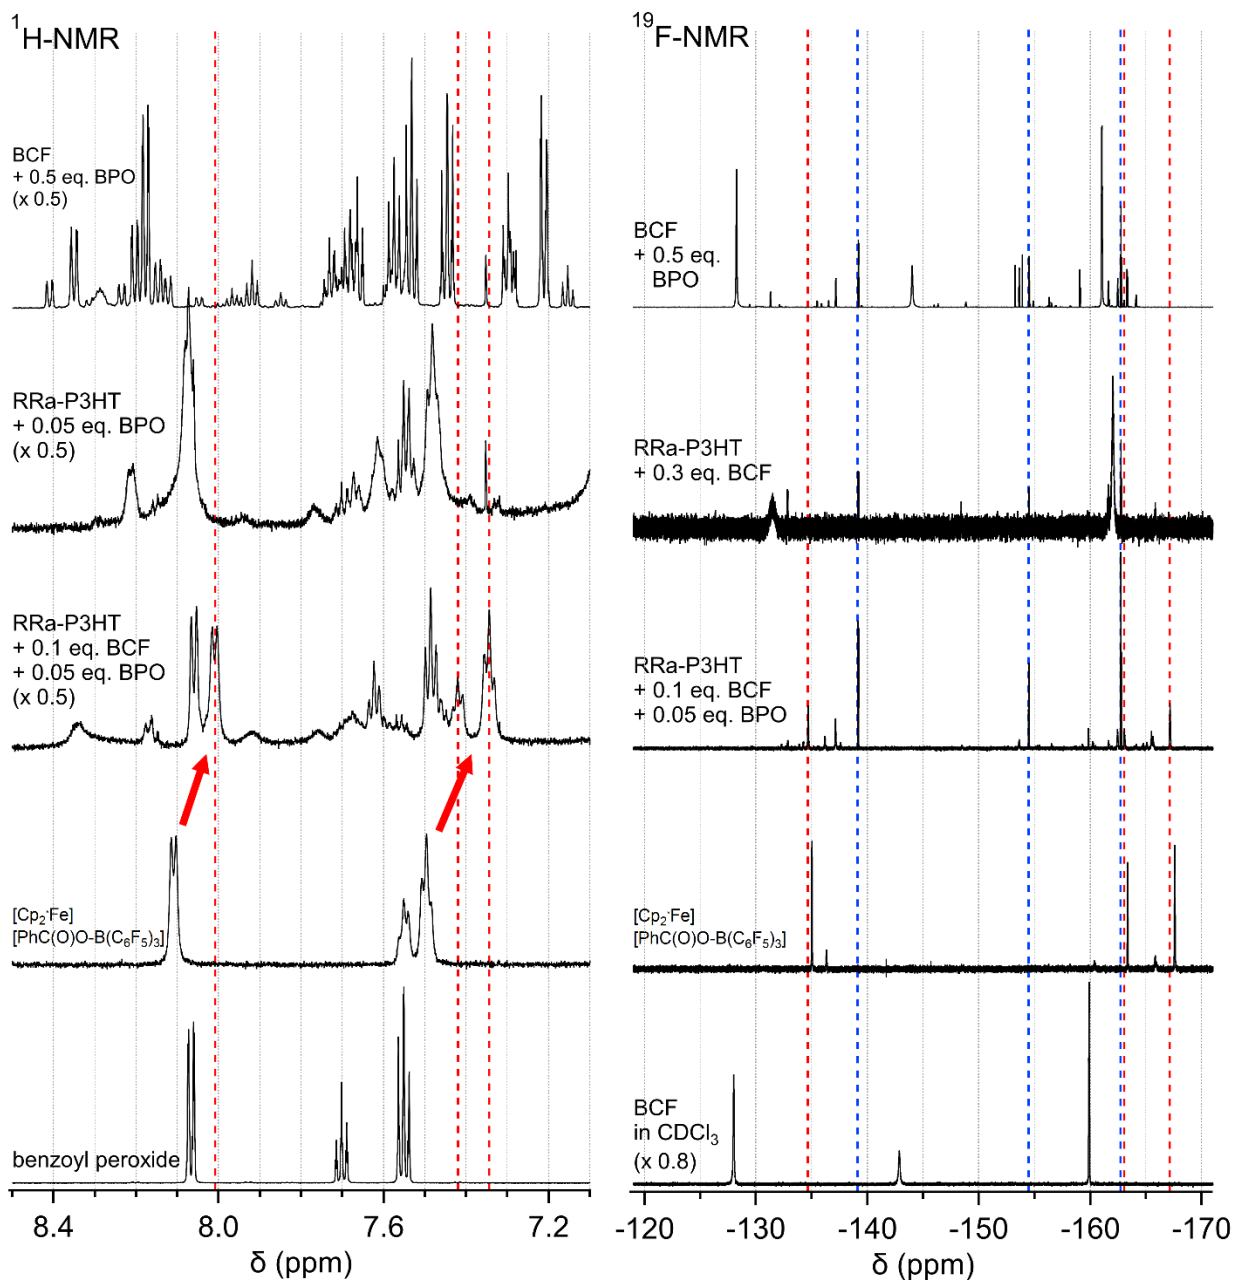 ¹H-NMR
BCF
+ 0.5 eq. BPO
(x 0.5)
RRa-P3HT
+ 0.05 eq. BPO
(x 0.5)
RRa-P3HT
+ 0.1 eq. BCF
+ 0.05 eq. BPO
(x 0.5)
[Cp₂·Fe]
[PhC(O)O-B(C₆F₅)₃]
benzoyl peroxide
8.4 8.0 7.6 7.2
δ (ppm)
¹⁹F-NMR
BCF
+ 0.5 eq.
BPO
RRa-P3HT
+ 0.3 eq. BCF
RRa-P3HT
+ 0.1 eq. BCF
+ 0.05 eq. BPO
[Cp₂·Fe]
[PhC(O)O-B(C₆F₅)₃]
BCF
in CDCl₃
(x 0.8)
-120 -130 -140 -150 -160 -170
δ (ppm)